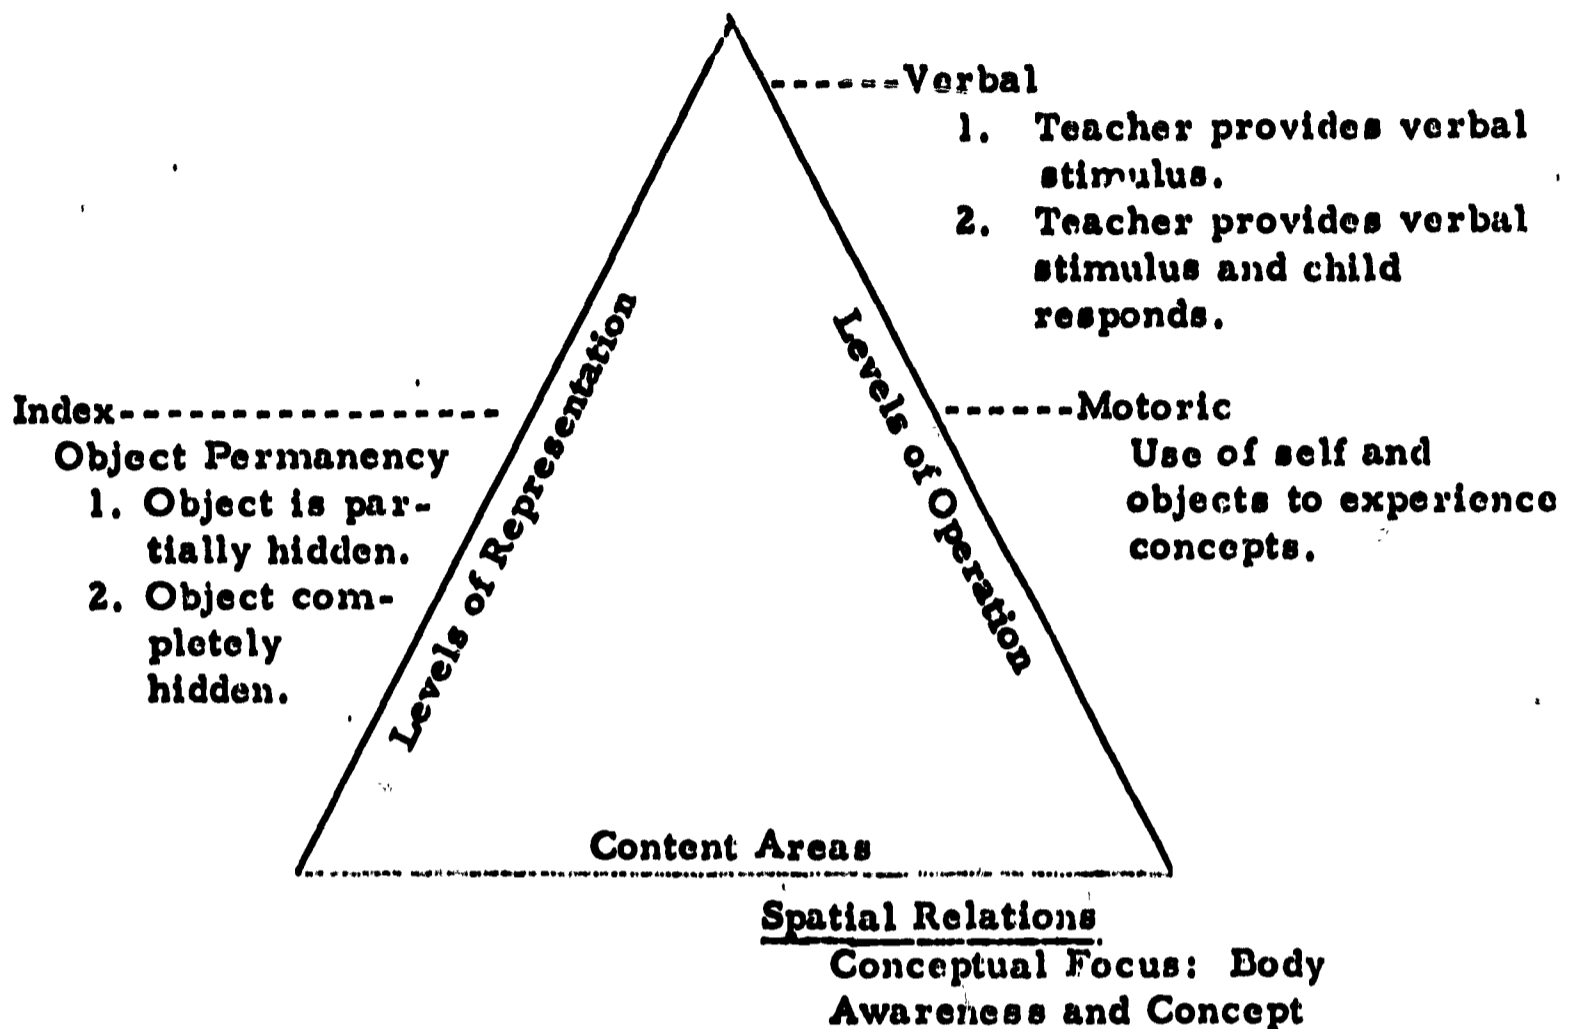 Verbal
1. Teacher provides verbal
stimulus.
2. Teacher provides verbal
stimulus and child
responds.
Levels of Representation
Levels of Operation
Index
Object Permanency
1. Object is par-
tially hidden.
2. Object com-
pletely
hidden.
Motoric
Use of self and
objects to experience
concepts.
Content Areas
Spatial Relations
Conceptual Focus: Body
Awareness and Concept